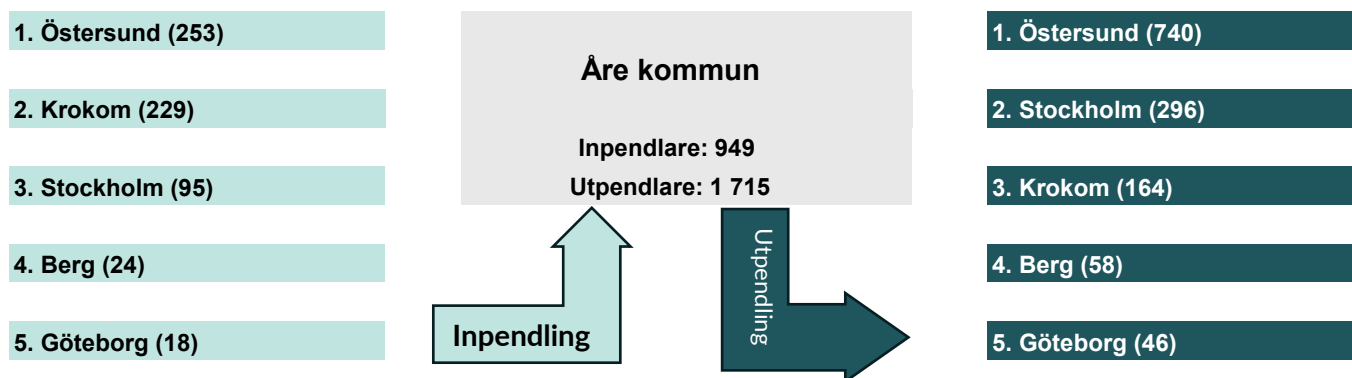 1. Östersund (253)
2. Krokom (229)
3. Stockholm (95)
4. Berg (24)
5. Göteborg (18)
Åre kommun
Inpendlare: 949
Utpendlare: 1 715
Inpendling
Utpendling
1. Östersund (740)
2. Stockholm (296)
3. Krokom (164)
4. Berg (58)
5. Göteborg (46)